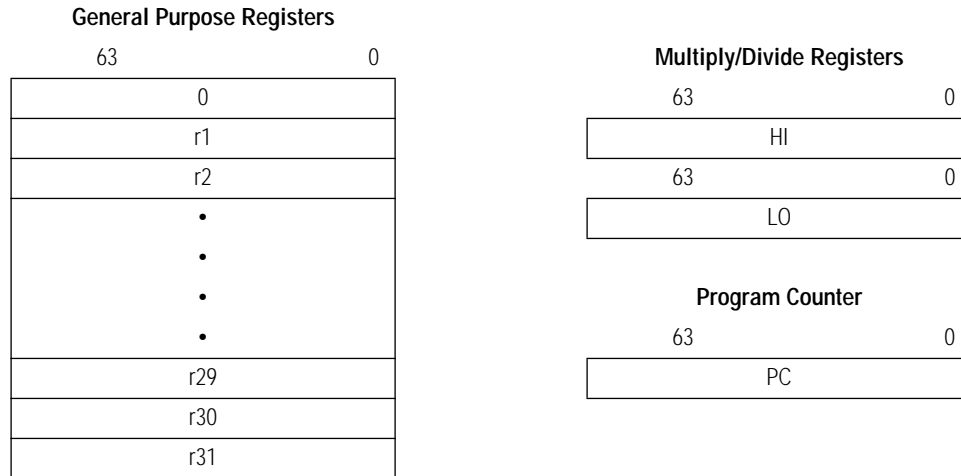 General Purpose Registers
63 0
0
r1
r2
•
•
•
•
r29
r30
r31
Multiply/Divide Registers
63 0
HI
63 0
LO
Program Counter
63 0
PC